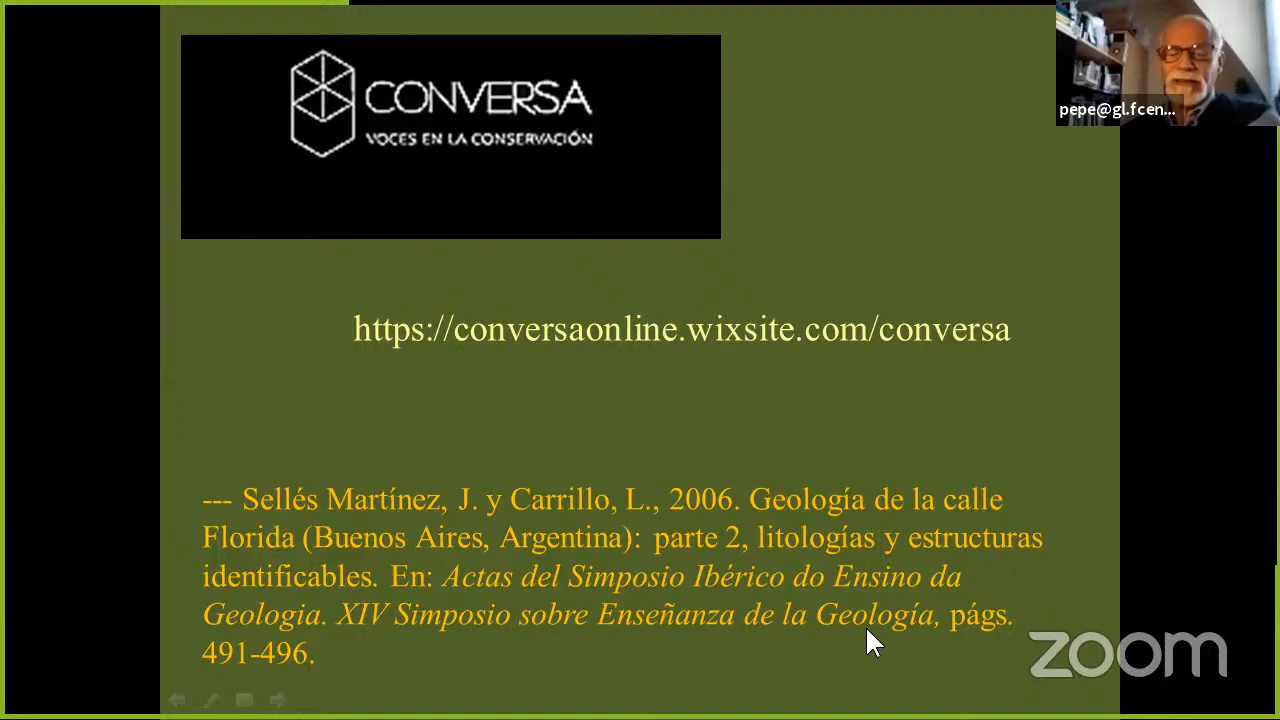 CONVERSA
VOCES EN LA CONSERVACIÓN
pepe@gl.fcen...
https://conversaonline.wixsite.com/conversa
--- Sellés Martínez, J. y Carrillo, L., 2006. Geología de la calle
Florida (Buenos Aires, Argentina): parte 2, litologías y estructuras
identificables. En: Actas del Simposio Ibérico do Ensino da
Geologia. XIV Simposio sobre Enseñanza de la Geología, págs.
491-496.
zoom